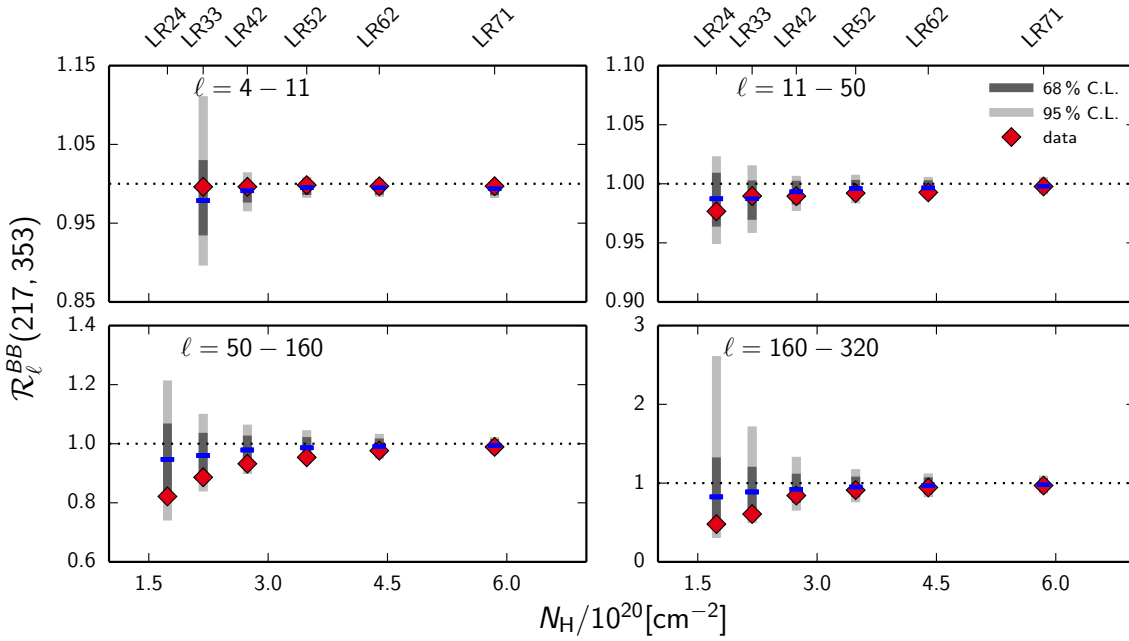 LR24 LR33 LR42 LR52 LR62 LR71 LR24 LR33 LR42 LR52 LR62 LR71
1.15
1.05
0.95
0.85
ℓ = 4 − 11
1.10
1.05
1.00
0.95
0.90
ℓ = 11 − 50
68 % C.L.
95 % C.L.
data
1.4
1.2
1.0
0.8
0.6
ℓ = 50 − 160
3
2
1
0
ℓ = 160 − 320
1.5 3.0 4.5 6.0 1.5 3.0 4.5 6.0
R_ℓ^{BB}(217, 353)
N_H/10^{20}[cm^{−2}]